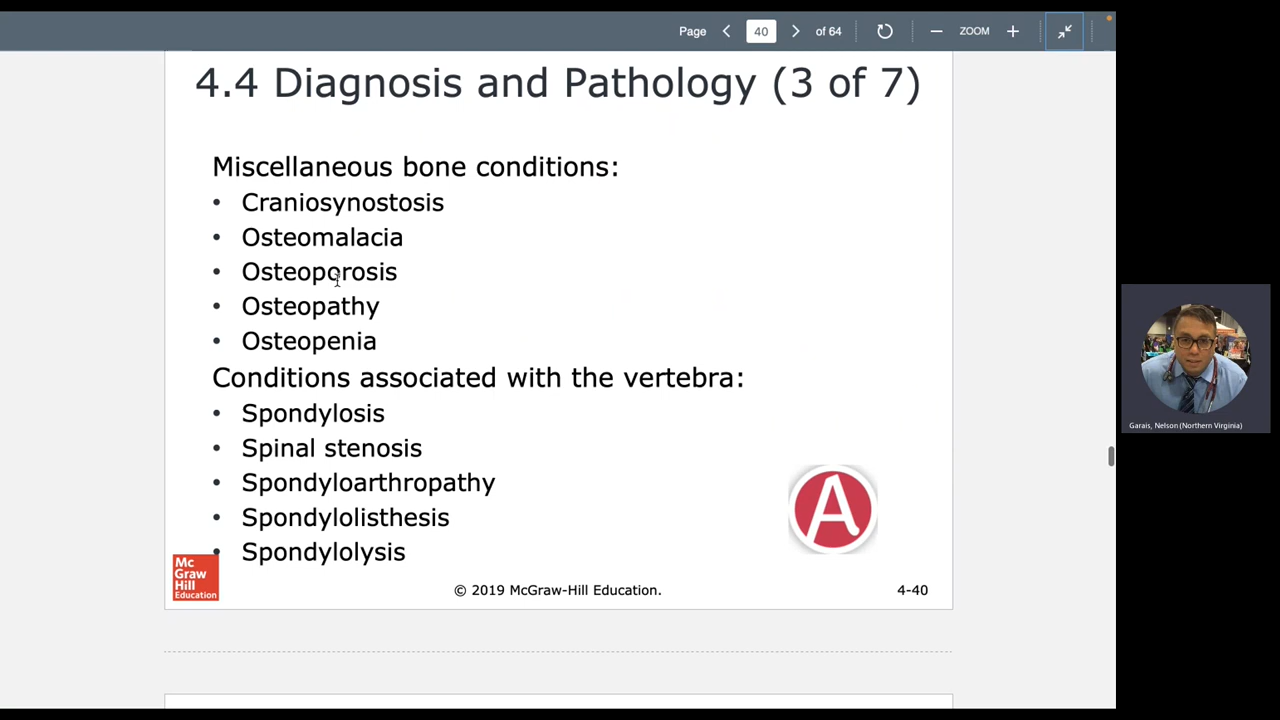 Page 40 of 64 ZOOM
4.4 Diagnosis and Pathology (3 of 7)
Miscellaneous bone conditions:
• Craniosynostosis
• Osteomalacia
• Osteoporosis
• Osteopathy
• Osteopenia
Conditions associated with the vertebra:
• Spondylosis
• Spinal stenosis
• Spondyloarthropathy
• Spondylolisthesis
• Spondylolysis
A
Mc
Graw
Hill
Education
© 2019 McGraw-Hill Education.
4-40
Garais, Nelson (Northern Virginia)